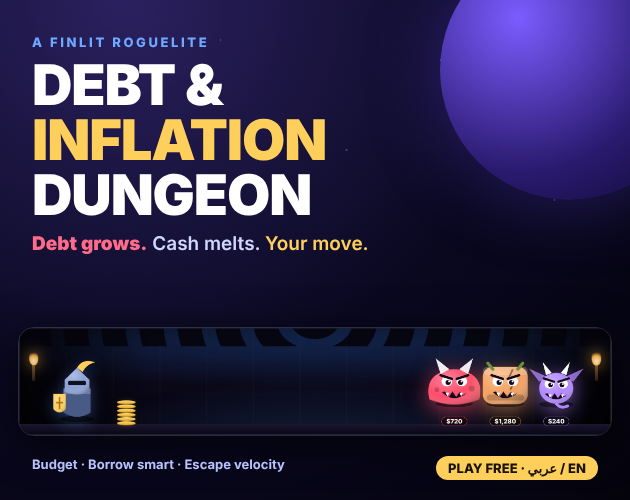 A FINLIT ROGUELITE
DEBT &
INFLATION
DUNGEON
Debt grows. Cash melts. Your move.
$720
$1,280
$240
Budget · Borrow smart · Escape velocity
PLAY FREE · عربي / EN